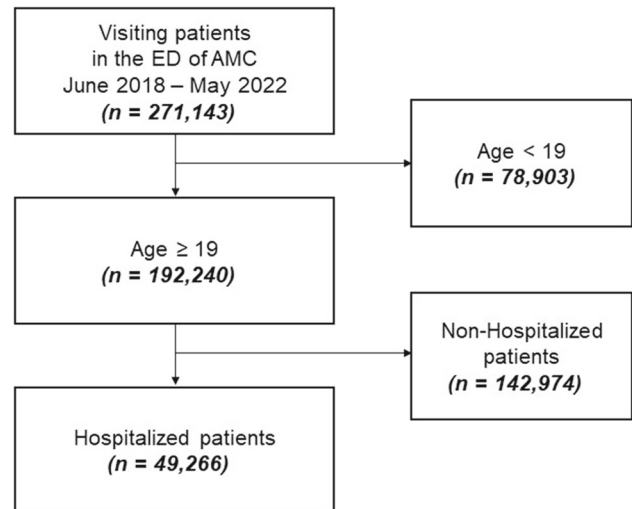 Visiting patients
in the ED of AMC
June 2018 – May 2022
(n = 271,143)
Age < 19
(n = 78,903)
Age ≥ 19
(n = 192,240)
Non-Hospitalized
patients
(n = 142,974)
Hospitalized patients
(n = 49,266)